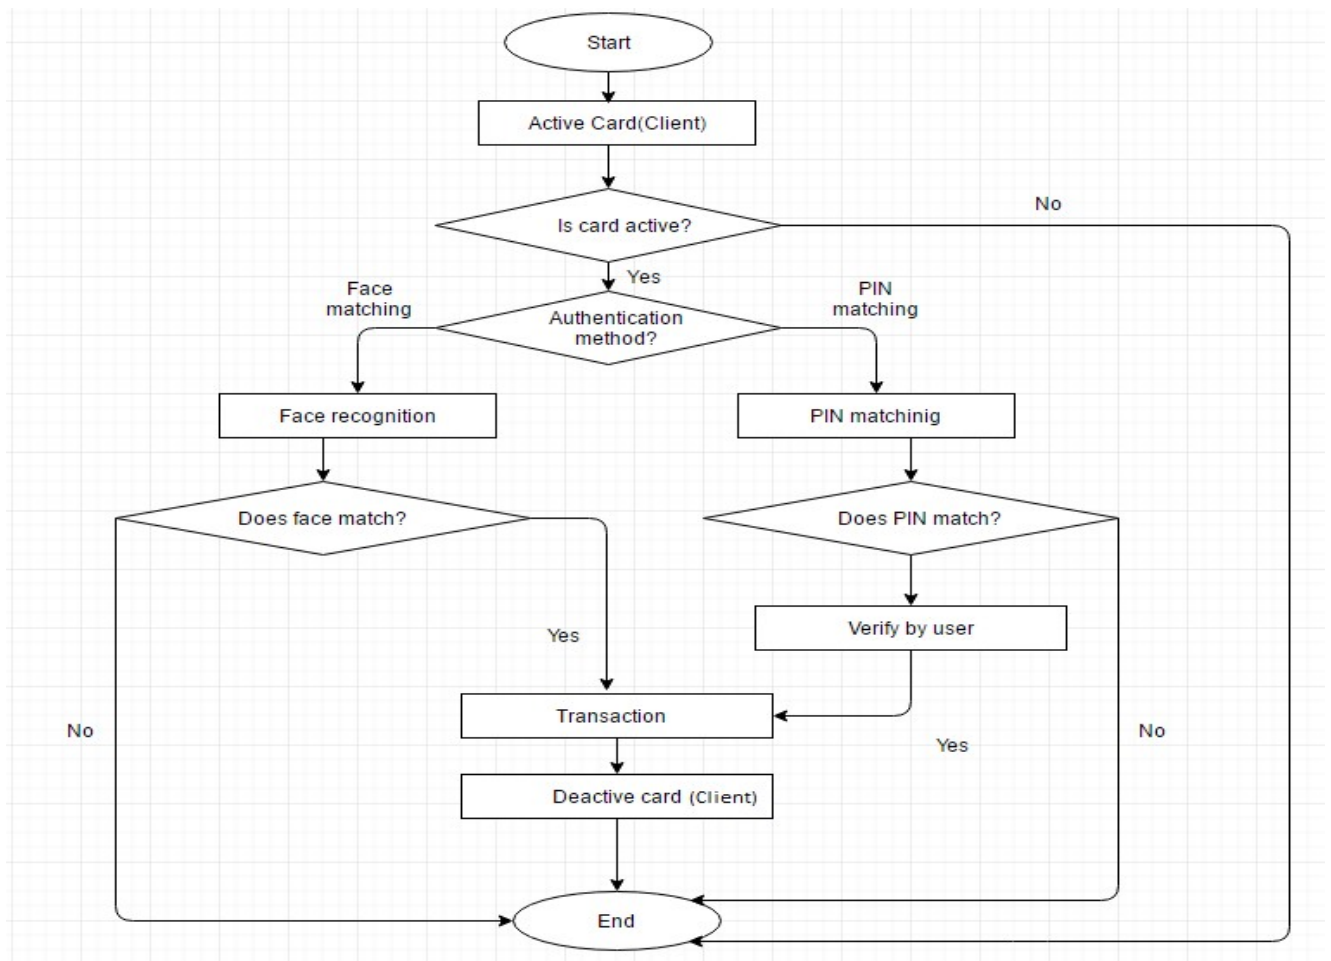 Start
Active Card(Client)
Is card active?
No
Yes
Face
matching
PIN
matching
Authentication
method?
Face recognition
PIN matchinig
Does face match?
Does PIN match?
Verify by user
Yes
Transaction
No
Yes
No
Deactive card (Client)
End